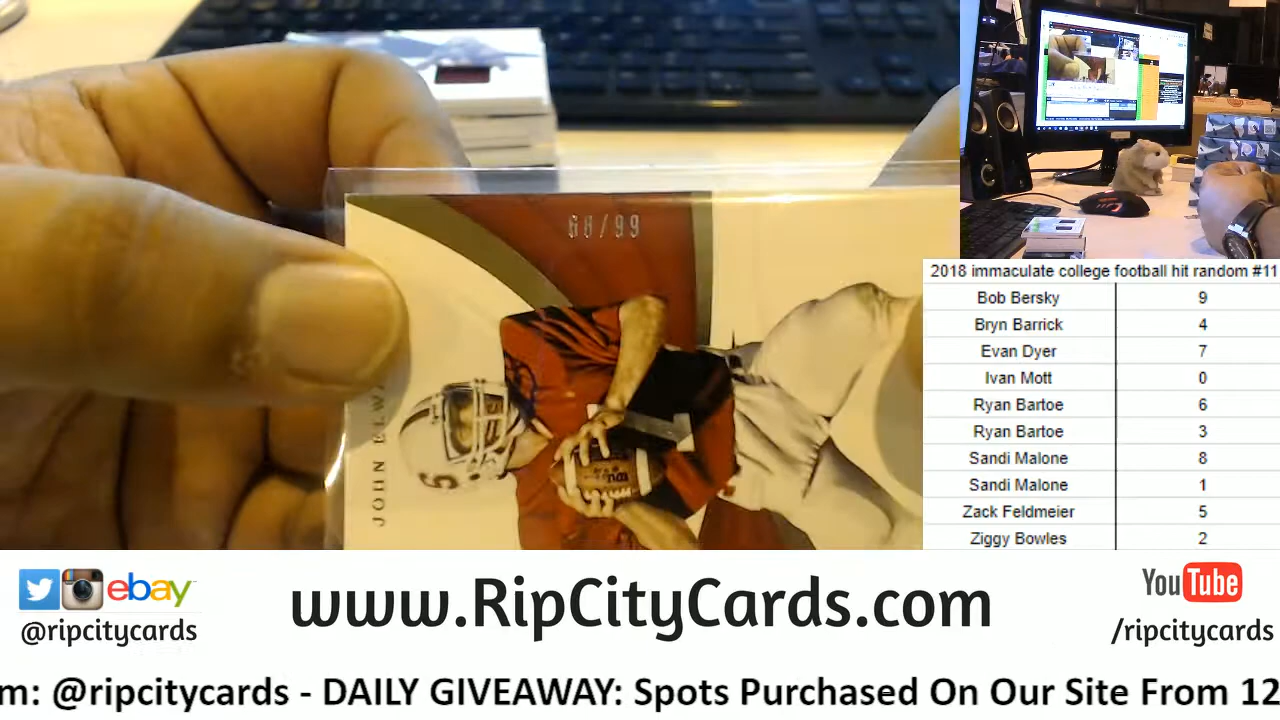 68/99
JOHN ELW
2018 immaculate college football hit random #11
Bob Bersky 9
Bryn Barrick 4
Evan Dyer 7
Ivan Mott 0
Ryan Bartoe 6
Ryan Bartoe 3
Sandi Malone 8
Sandi Malone 1
Zack Feldmeier 5
Ziggy Bowles 2
ebay
@ripcitycards
www.RipCityCards.com
YouTube
/ripcitycards
m: @ripcitycards - DAILY GIVEAWAY: Spots Purchased On Our Site From 12